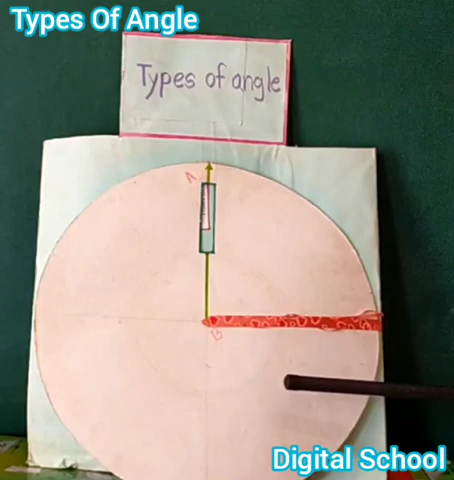 Types Of Angle
Types of angle
A
B
Digital School